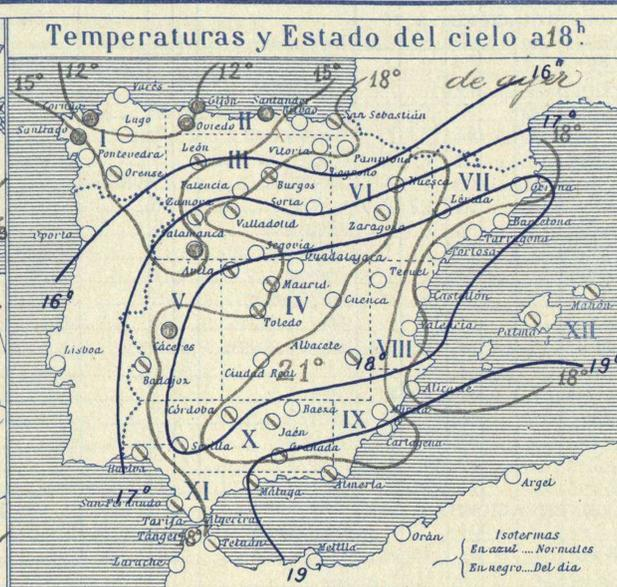 Temperaturas y Estado del cielo a 18ʰ.
de ayer
15° 12° 12° 15° 18° 16°
17°
18°
Varés
Coruña Gijón Santander Bilbao San Sebastián
Santiago Lugo Oviedo II
I
Pontevedra León III Vitoria Pamplona
Orense Palencia Burgos Logroño VI Huesca VII Gerona
Zamora Valladolid Soria Zaragoza Lérida Barcelona
Oporto Salamanca Segovia Tarragona
Ávila Guadalajara Tortosa
16° Madrid Teruel
V IV Cuenca Castellón Mahón
Toledo Palma XII
Cáceres Albacete Valencia
Lisboa Ciudad Real 21° 18° VIII 19°
Badajoz Alicante 18°
Córdoba Baeza IX Murcia
X Jaén
Sevilla Granada Cartagena
Huelva
17° XI Málaga Almería
San Fernando Argel
Tarifa Algeciras
Tánger 18° Orán
Tetuán Melilla
Larache 19°
Isotermas
En azul .... Normales
En negro... Del dia